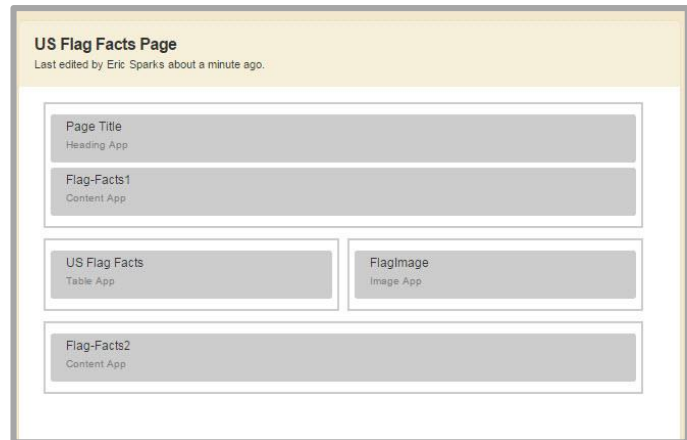 US Flag Facts Page
Last edited by Eric Sparks about a minute ago.
Page Title
Heading App
Flag-Facts1
Content App
US Flag Facts
Table App
FlagImage
Image App
Flag-Facts2
Content App